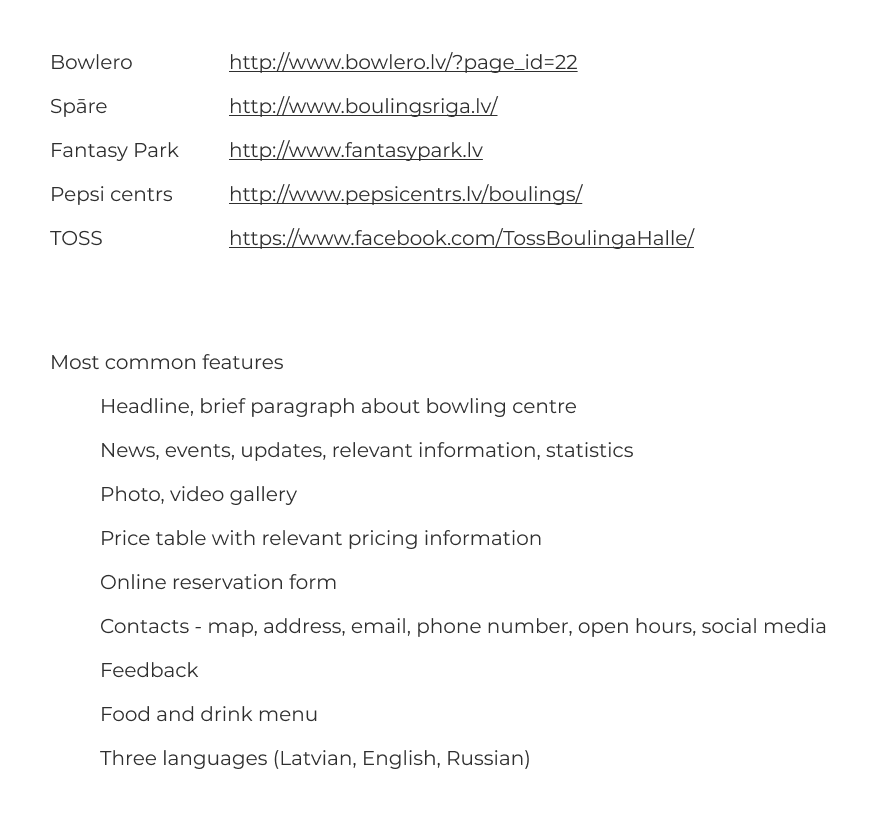 Bowlero http://www.bowlero.lv/?page_id=22
Spāre http://www.boulingsriga.lv/
Fantasy Park http://www.fantasypark.lv
Pepsi centrs http://www.pepsicentrs.lv/boulings/
TOSS https://www.facebook.com/TossBoulingaHalle/
Most common features
Headline, brief paragraph about bowling centre
News, events, updates, relevant information, statistics
Photo, video gallery
Price table with relevant pricing information
Online reservation form
Contacts - map, address, email, phone number, open hours, social media
Feedback
Food and drink menu
Three languages (Latvian, English, Russian)